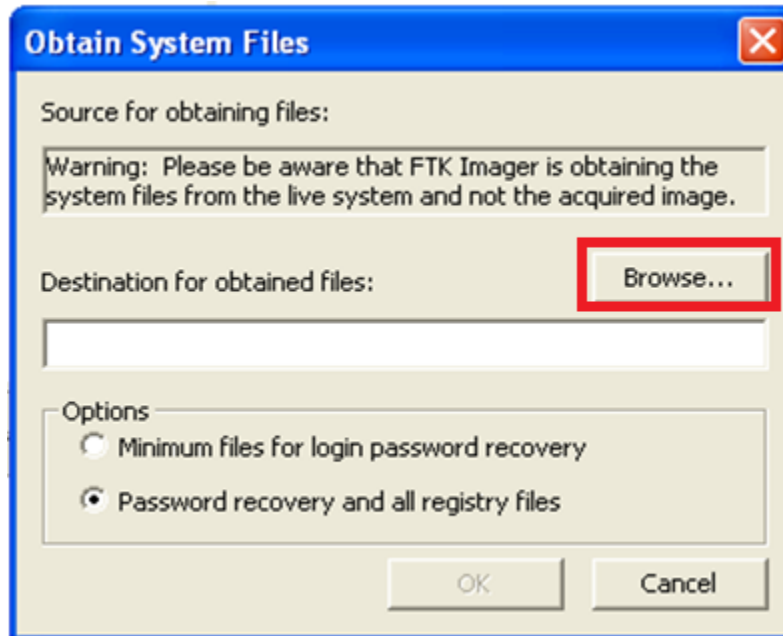 Obtain System Files
Source for obtaining files:
Warning:  Please be aware that FTK Imager is obtaining the
system files from the live system and not the acquired image.
Destination for obtained files:
Browse...
Options
Minimum files for login password recovery
Password recovery and all registry files
OK
Cancel